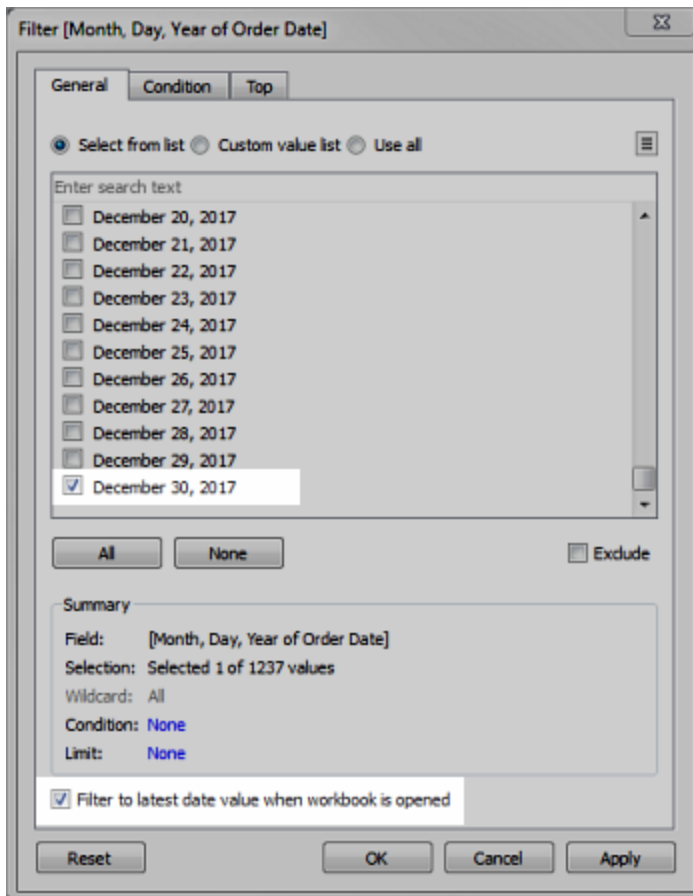 Filter [Month, Day, Year of Order Date]
General Condition Top
Select from list Custom value list Use all
Enter search text
December 20, 2017
December 21, 2017
December 22, 2017
December 23, 2017
December 24, 2017
December 25, 2017
December 26, 2017
December 27, 2017
December 28, 2017
December 29, 2017
December 30, 2017
All None Exclude
Summary
Field: [Month, Day, Year of Order Date]
Selection: Selected 1 of 1237 values
Wildcard: All
Condition: None
Limit: None
Filter to latest date value when workbook is opened
Reset OK Cancel Apply